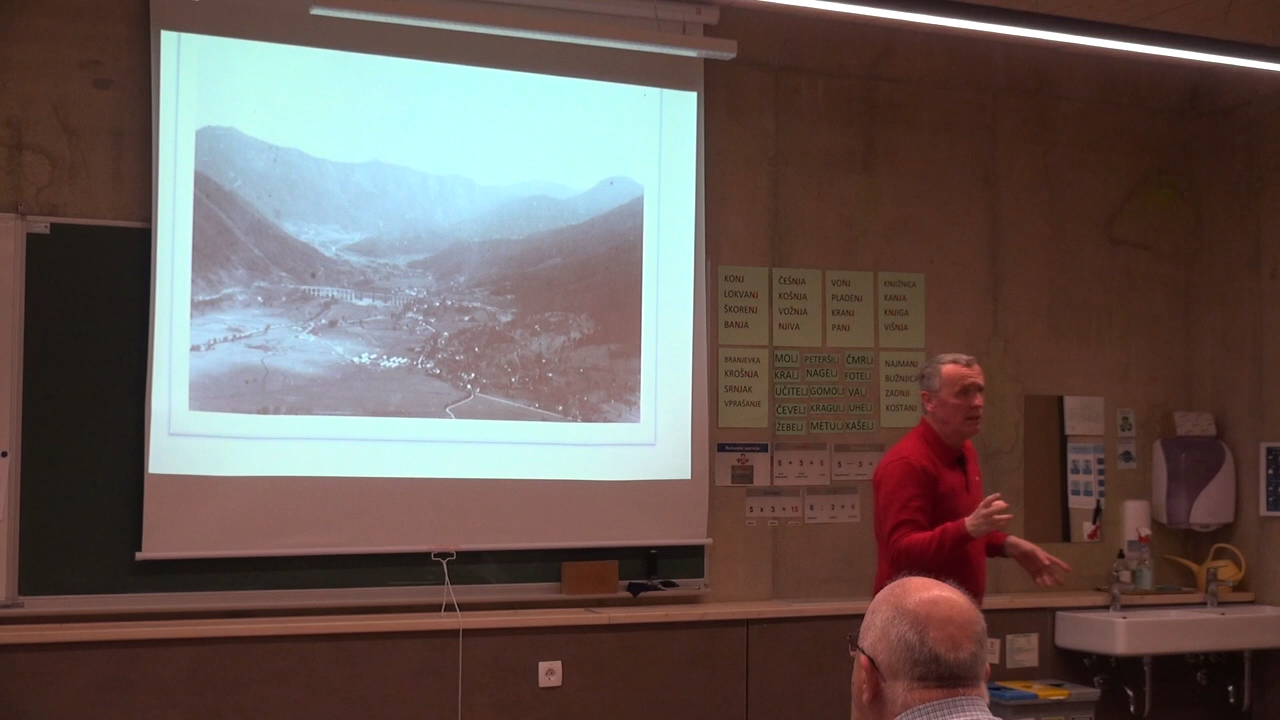 KONJ
LOKVANJ
ŠKORENJ
BANJA
ČEŠNJA
KOŠNJA
VOŽNJA
NJIVA
VONJ
PLADENJ
KRANJ
PANJ
KNJIŽNICA
KANJA
KNJIGA
VIŠNJA
BRANJEVKA
KROŠNJA
SRNJAK
VPRAŠANJE
MOLJ PETERŠILJ ČMRLJ
KRALJ NAGELJ FOTELJ
UČITELJ GOMOLJ VALJ
ČEVELJ KRAGULJ UHELJ
ŽEBELJ METULJ KAŠELJ
NAJMANJ
BLIŽNJICA
ZADNJI
KOSTANJ
5 x 3 = 15